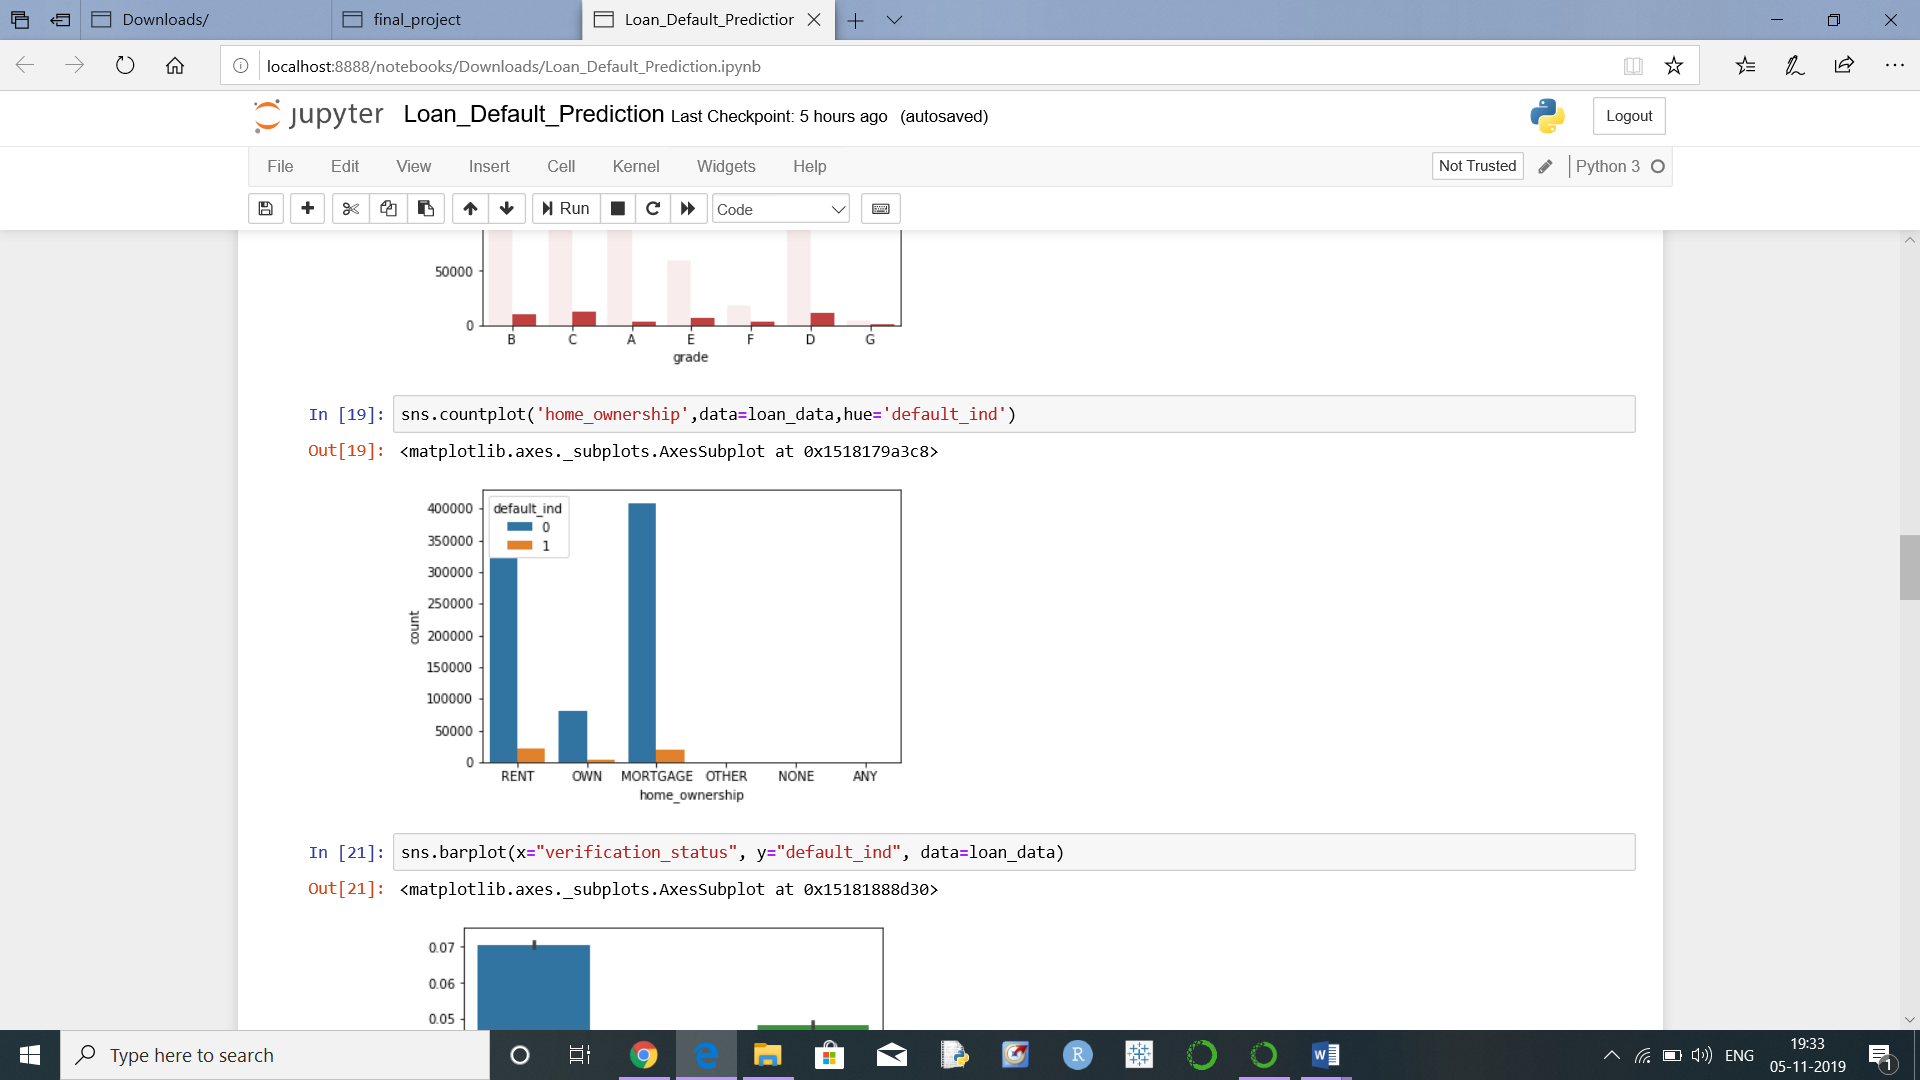 Downloads/
final_project
Loan_Default_Predictior
localhost:8888/notebooks/Downloads/Loan_Default_Prediction.ipynb
jupyter Loan_Default_Prediction Last Checkpoint: 5 hours ago (autosaved)
Logout
File Edit View Insert Cell Kernel Widgets Help
Not Trusted Python 3
Run Code
50000
0
B C A E F D G
grade
In [19]: sns.countplot('home_ownership',data=loan_data,hue='default_ind')
Out[19]: <matplotlib.axes._subplots.AxesSubplot at 0x1518179a3c8>
default_ind
0
1
400000
350000
300000
250000
200000
150000
100000
50000
0
count
RENT OWN MORTGAGE OTHER NONE ANY
home_ownership
In [21]: sns.barplot(x="verification_status", y="default_ind", data=loan_data)
Out[21]: <matplotlib.axes._subplots.AxesSubplot at 0x15181888d30>
0.07
0.06
0.05
Type here to search
R
W
ENG
19:33
05-11-2019
1